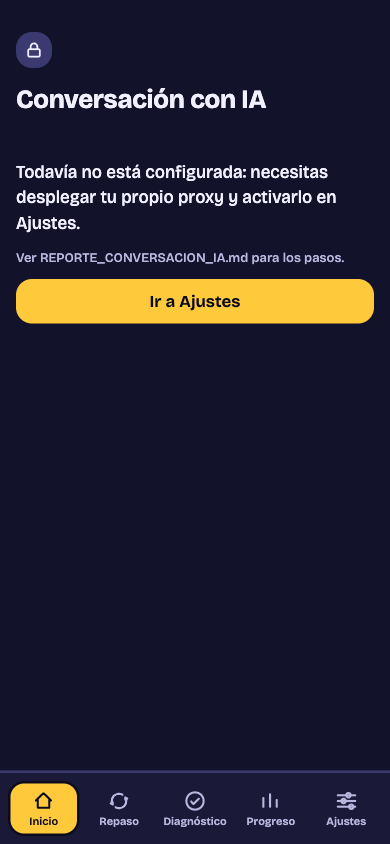 Conversación con IA
Todavía no está configurada: necesitas
desplegar tu propio proxy y activarlo en
Ajustes.
Ver REPORTE_CONVERSACION_IA.md para los pasos.
Ir a Ajustes
Inicio
Repaso
Diagnóstico
Progreso
Ajustes